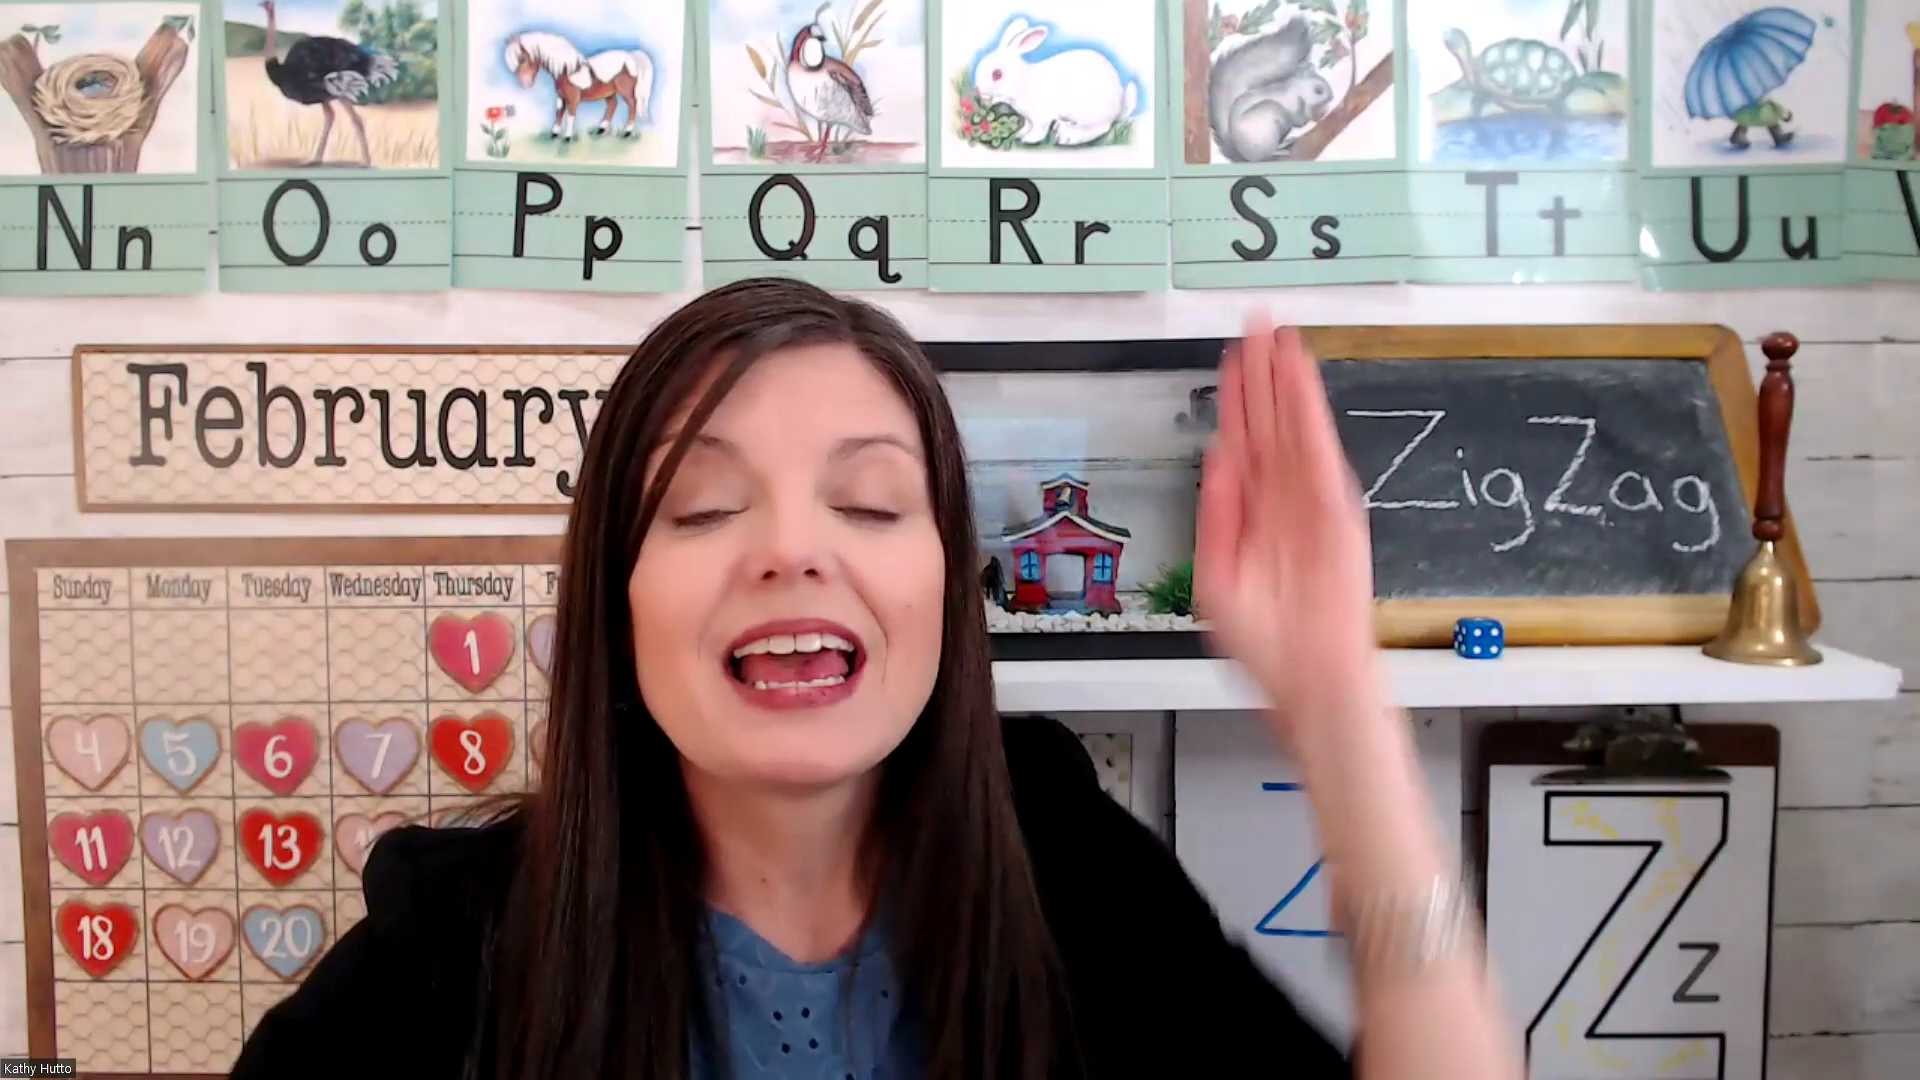 Nn Oo Pp Qq Rr Ss Tt Uu
February
ZigZag
Sunday Monday Tuesday Wednesday Thursday
1
4 5 6 7 8
11 12 13
18 19 20
Z z
Kathy Hutto